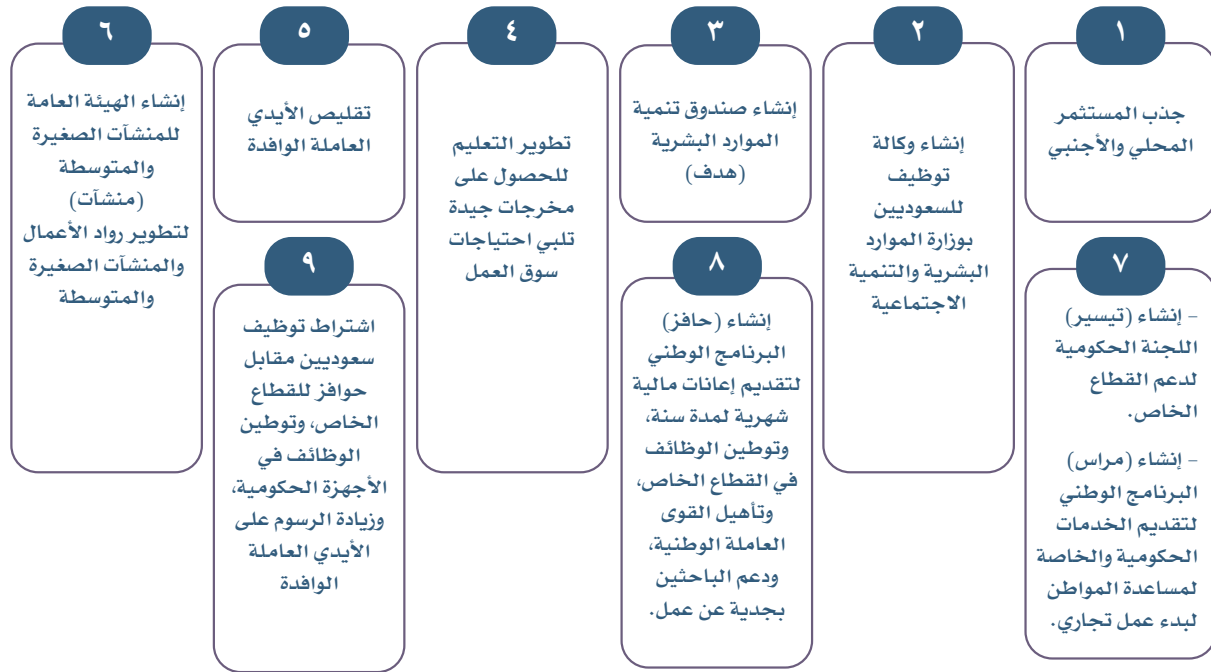 ١
جذب المستثمر
المحلي والأجنبي
٢
إنشاء وكالة
توظيف
للسعوديين
بوزارة الموارد
البشرية والتنمية
الاجتماعية
٣
إنشاء صندوق تنمية
الموارد البشرية
(هدف)
٤
تطوير التعليم
للحصول على
مخرجات جيدة
تلبي احتياجات
سوق العمل
٥
تقليص الأيدي
العاملة الوافدة
٦
إنشاء الهيئة العامة
للمنشآت الصغيرة
والمتوسطة
(منشآت)
لتطوير رواد الأعمال
والمنشآت الصغيرة
والمتوسطة
٧
– إنشاء (تيسير)
اللجنة الحكومية
لدعم القطاع
الخاص.
– إنشاء (مراس)
البرنامج الوطني
لتقديم الخدمات
الحكومية والخاصة
لمساعدة المواطن
لبدء عمل تجاري.
٨
إنشاء (حافز)
البرنامج الوطني
لتقديم إعانات مالية
شهرية لمدة سنة،
وتوطين الوظائف
في القطاع الخاص،
وتأهيل القوى
العاملة الوطنية،
ودعم الباحثين
بجدية عن عمل.
٩
اشتراط توظيف
سعوديين مقابل
حوافز للقطاع
الخاص، وتوطين
الوظائف في
الأجهزة الحكومية،
وزيادة الرسوم على
الأيدي العاملة
الوافدة